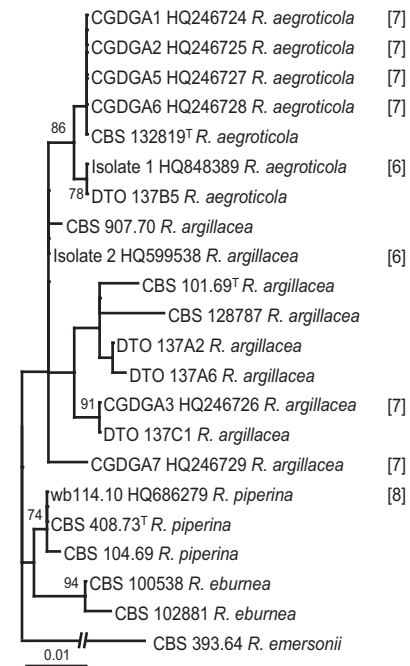 CGDGA1 HQ246724 R. aegroticola [7]
CGDGA2 HQ246725 R. aegroticola [7]
CGDGA5 HQ246727 R. aegroticola [7]
CGDGA6 HQ246728 R. aegroticola [7]
86
CBS 132819ᵀ R. aegroticola
Isolate 1 HQ848389 R. aegroticola [6]
78 DTO 137B5 R. aegroticola
CBS 907.70 R. argillacea
Isolate 2 HQ599538 R. argillacea [6]
CBS 101.69ᵀ R. argillacea
CBS 128787 R. argillacea
DTO 137A2 R. argillacea
DTO 137A6 R. argillacea
91 CGDGA3 HQ246726 R. argillacea [7]
DTO 137C1 R. argillacea
CGDGA7 HQ246729 R. argillacea [7]
wb114.10 HQ686279 R. piperina [8]
74
CBS 408.73ᵀ R. piperina
CBS 104.69 R. piperina
94 CBS 100538 R. eburnea
CBS 102881 R. eburnea
CBS 393.64 R. emersonii
0.01